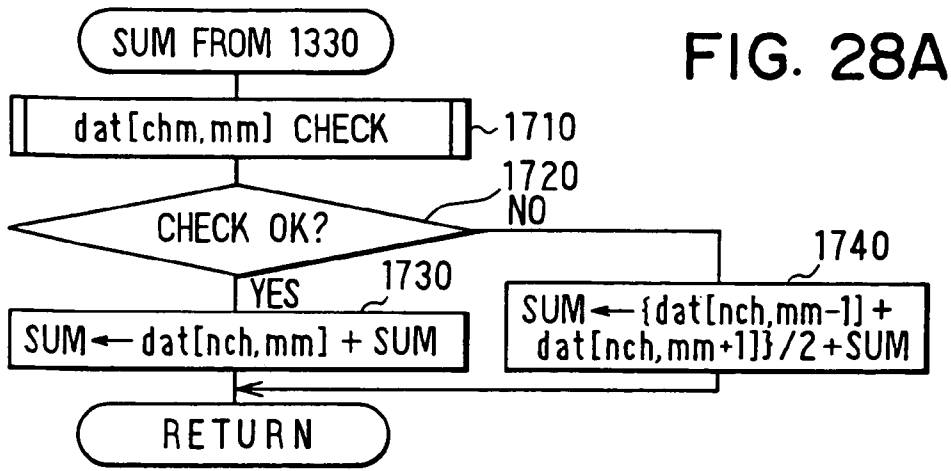 SUM FROM 1330
FIG. 28A
dat[chm,mm] CHECK
1710
1720
CHECK OK?
NO
YES
1730
1740
SUM ← dat[nch,mm] + SUM
SUM ← {dat[nch,mm-1] +
dat[nch,mm+1]}/2 +SUM
RETURN